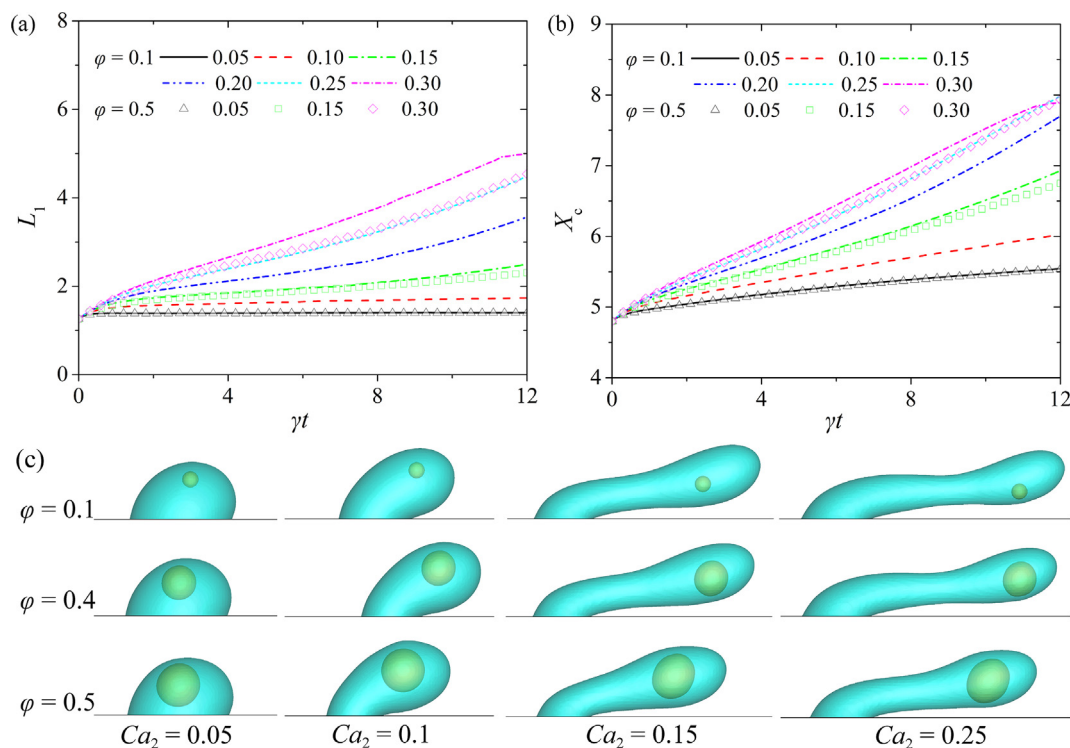 (a)
8
6
4
2
0
L₁
φ = 0.1 0.05 0.10 0.15
0.20 0.25 0.30
φ = 0.5 0.05 0.15 0.30
0 4 8 12
γt
(b)
9
8
7
6
5
4
X_c
φ = 0.1 0.05 0.10 0.15
0.20 0.25 0.30
φ = 0.5 0.05 0.15 0.30
0 4 8 12
γt
(c)
φ = 0.1
φ = 0.4
φ = 0.5
Ca₂ = 0.05 Ca₂ = 0.1 Ca₂ = 0.15 Ca₂ = 0.25